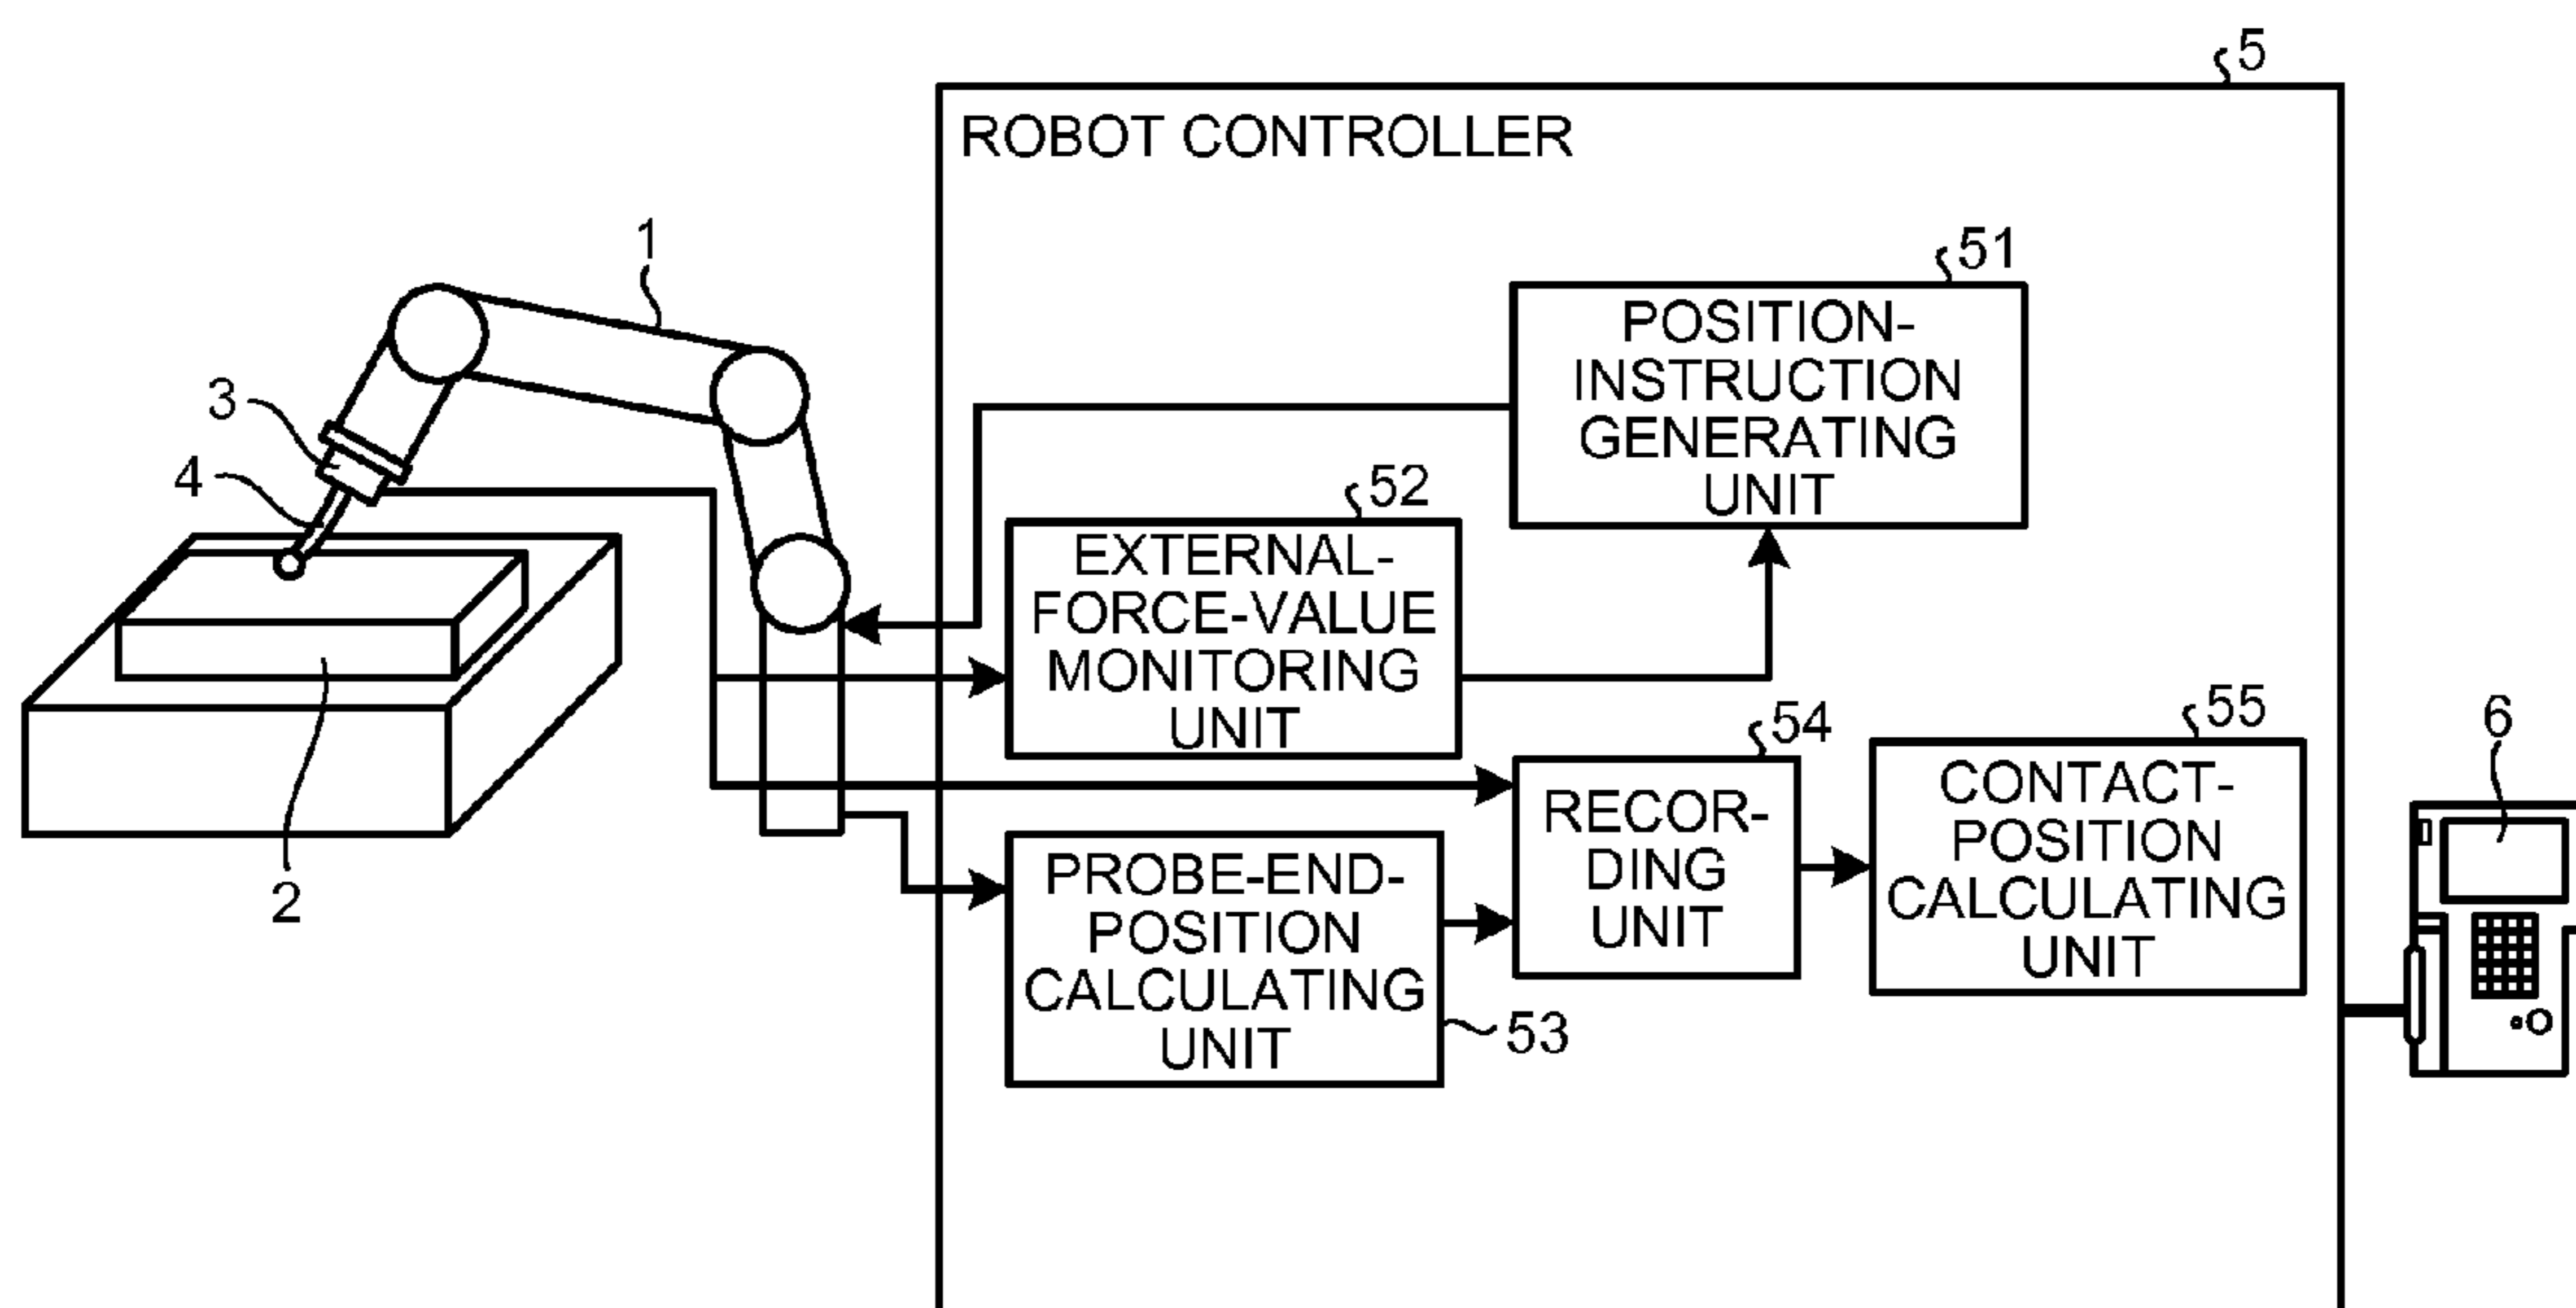 5
ROBOT CONTROLLER
1
51
POSITION-
INSTRUCTION
GENERATING
UNIT
3
4
52
EXTERNAL-
FORCE-VALUE
MONITORING
UNIT
54
RECOR-
DING
UNIT
55
CONTACT-
POSITION
CALCULATING
UNIT
6
PROBE-END-
POSITION
CALCULATING
UNIT
53
2